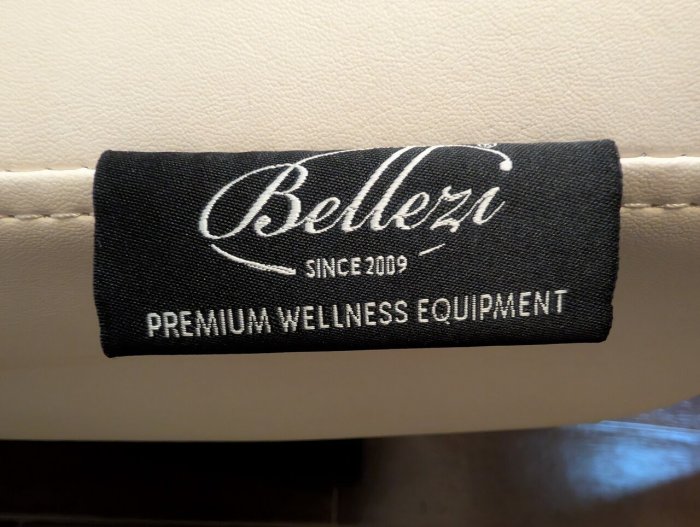 Bellezi
SINCE 2009
PREMIUM WELLNESS EQUIPMENT